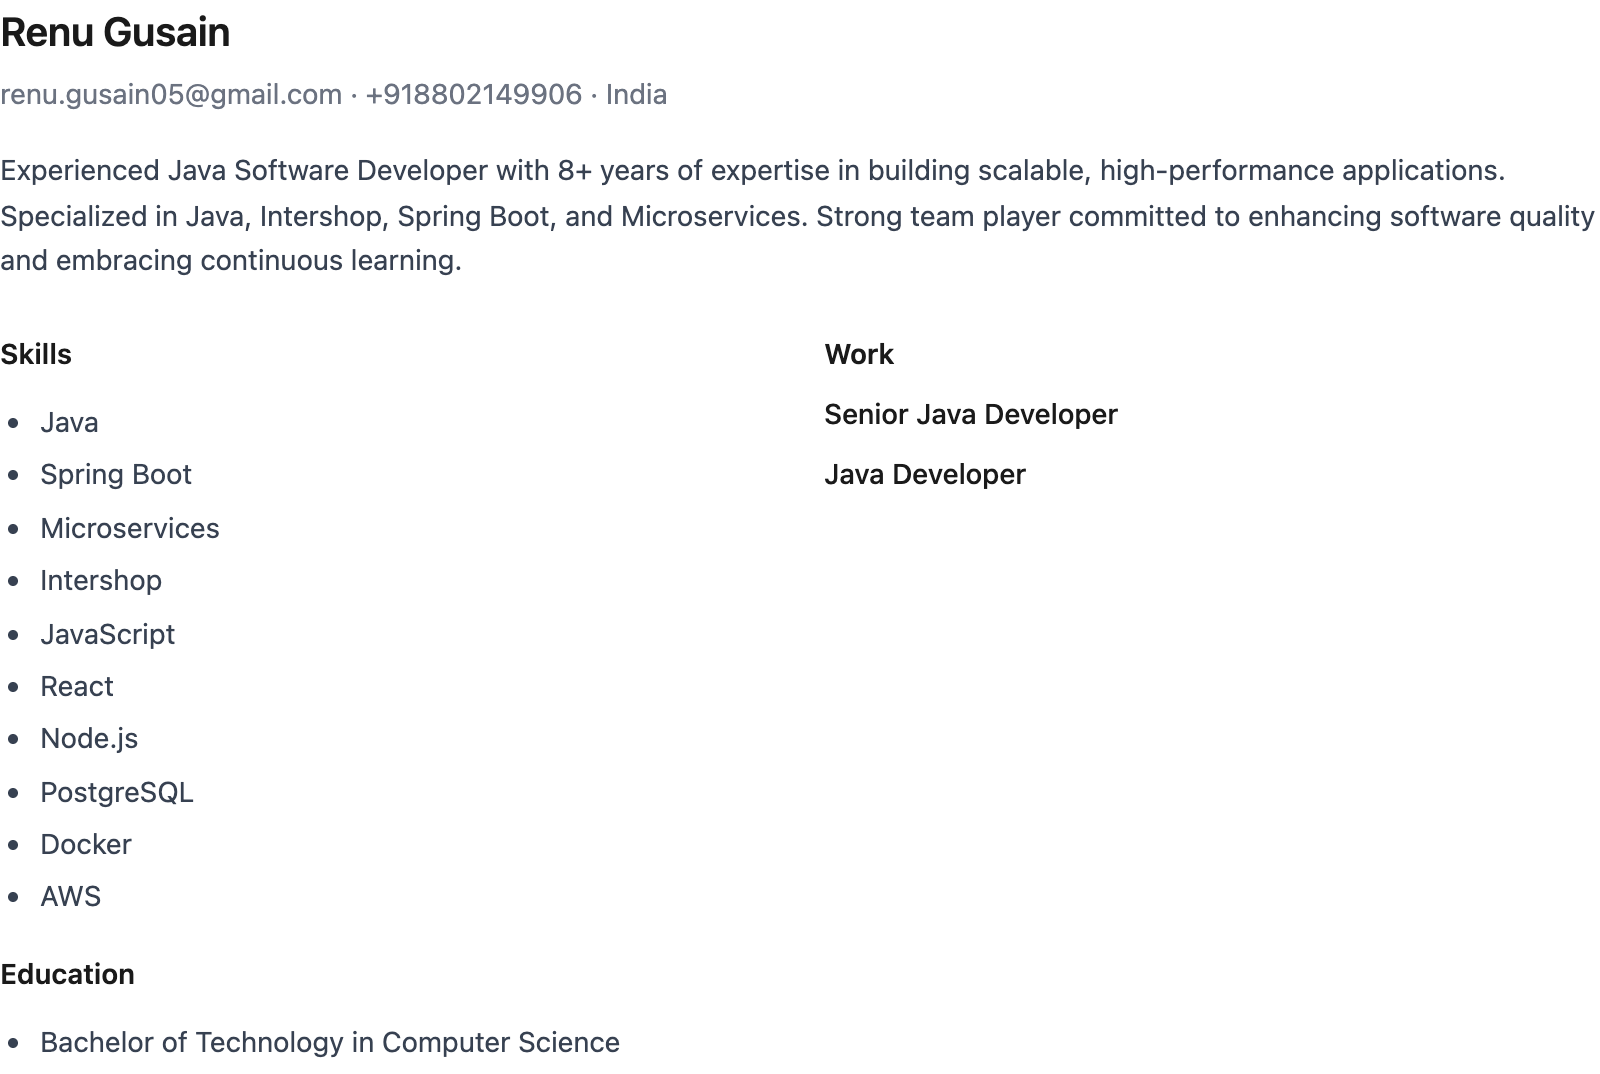 Renu Gusain
renu.gusain05@gmail.com · +918802149906 · India
Experienced Java Software Developer with 8+ years of expertise in building scalable, high-performance applications.
Specialized in Java, Intershop, Spring Boot, and Microservices. Strong team player committed to enhancing software quality
and embracing continuous learning.
Skills
• Java
• Spring Boot
• Microservices
• Intershop
• JavaScript
• React
• Node.js
• PostgreSQL
• Docker
• AWS
Education
• Bachelor of Technology in Computer Science
Work
Senior Java Developer
Java Developer